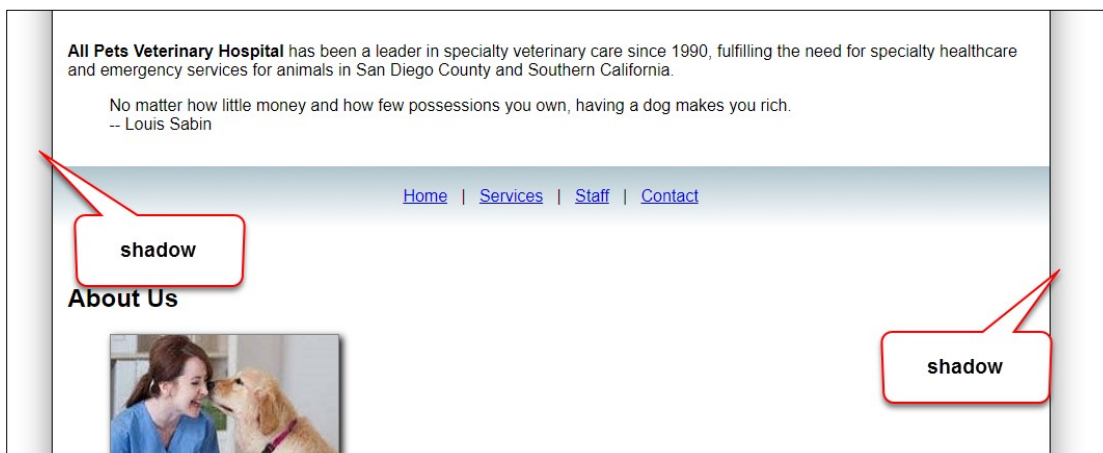 All Pets Veterinary Hospital has been a leader in specialty veterinary care since 1990, fulfilling the need for specialty healthcare
and emergency services for animals in San Diego County and Southern California.
No matter how little money and how few possessions you own, having a dog makes you rich.
-- Louis Sabin
Home | Services | Staff | Contact
shadow
About Us
shadow